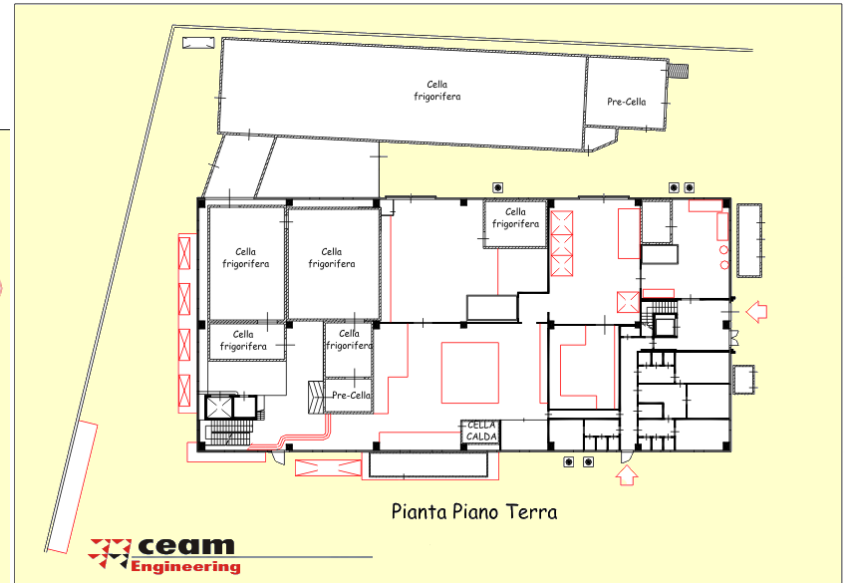 Cella
frigorifera
Pre-Cella
Cella
frigorifera
Cella
frigorifera
Cella
frigorifera
Cella
frigorifera
Cella
frigorifera
Pre-Cella
CELLA
CALDA
Pianta Piano Terra
ceam
Engineering